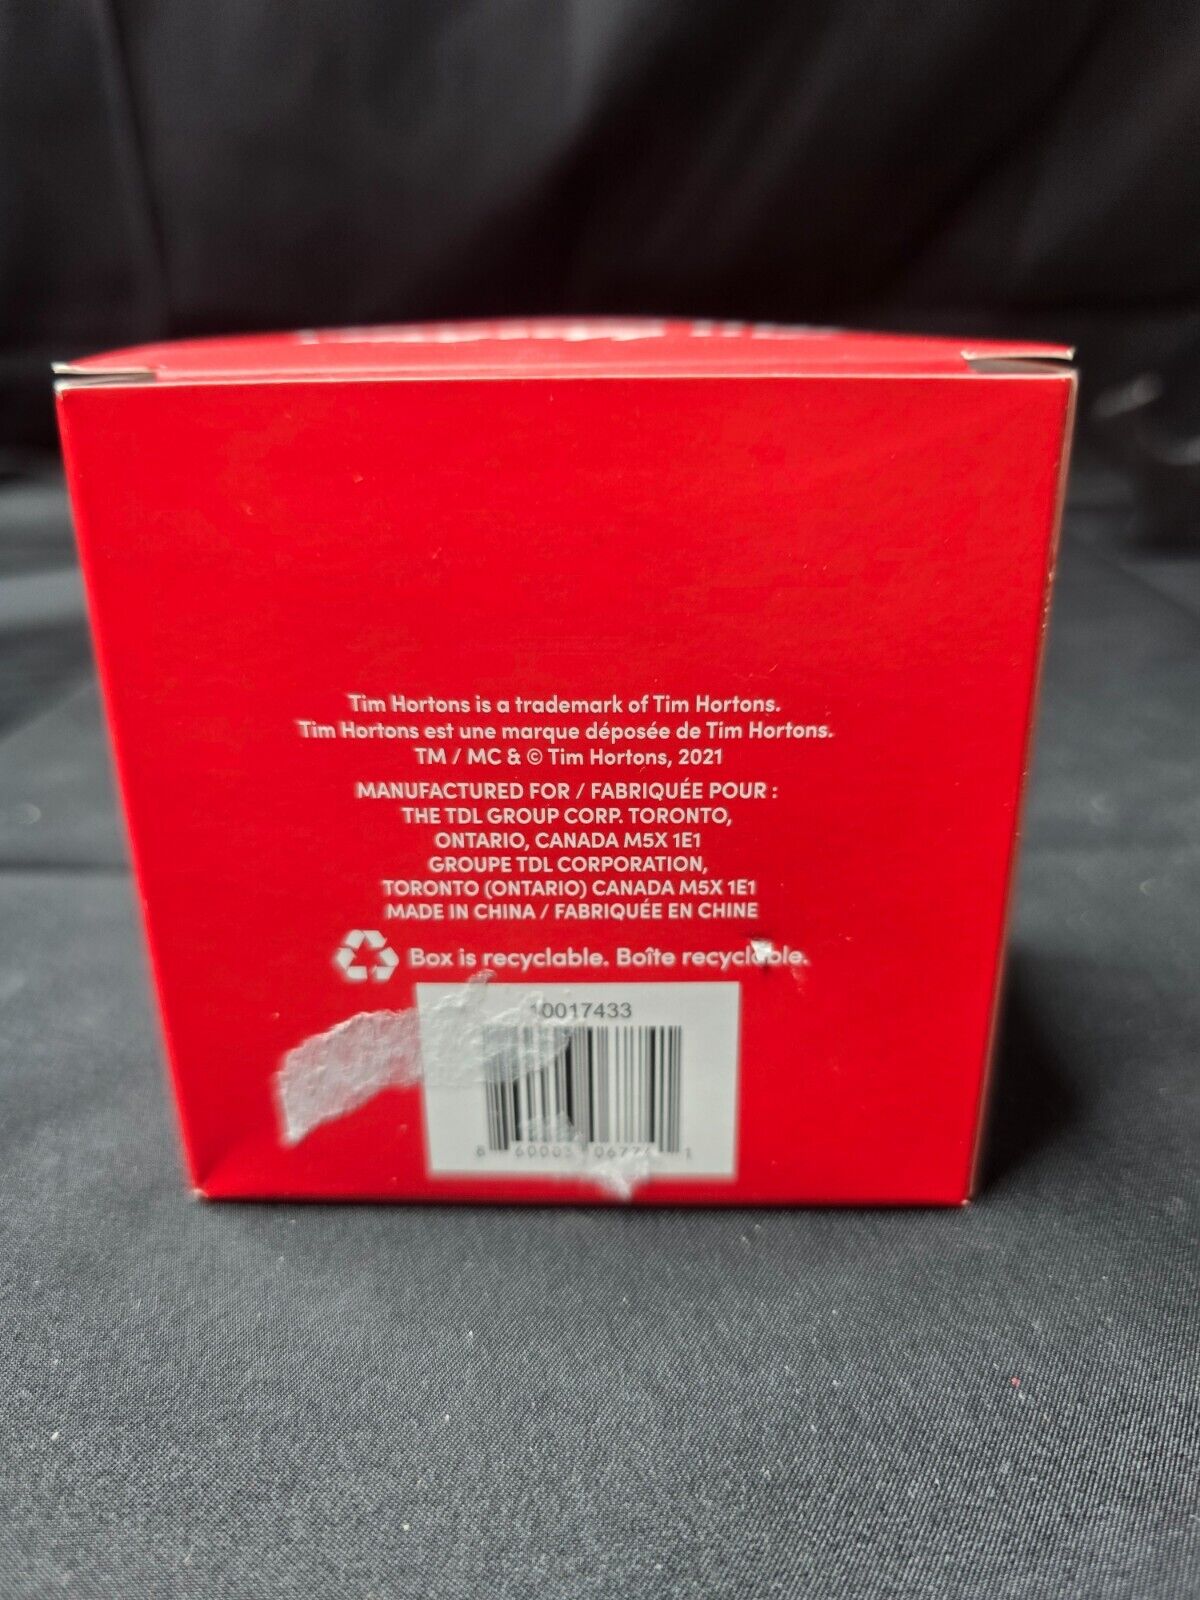 Tim Hortons is a trademark of Tim Hortons.
Tim Hortons est une marque déposée de Tim Hortons.
TM / MC & © Tim Hortons, 2021
MANUFACTURED FOR / FABRIQUÉE POUR :
THE TDL GROUP CORP. TORONTO,
ONTARIO, CANADA M5X 1E1
GROUPE TDL CORPORATION,
TORONTO (ONTARIO) CANADA M5X 1E1
MADE IN CHINA / FABRIQUÉE EN CHINE
Box is recyclable. Boîte recyclable.
10017433